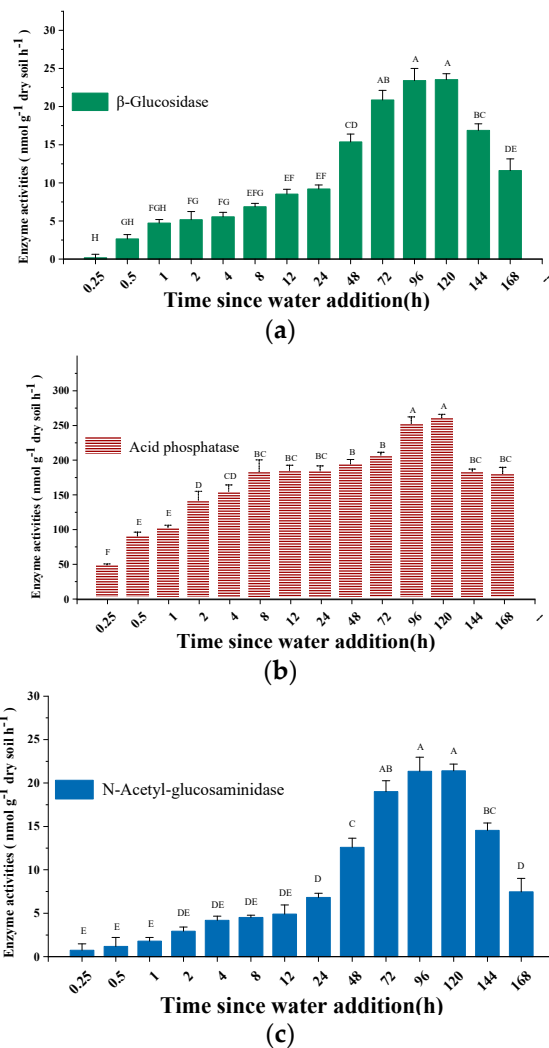 Enzyme activities ( nmol g-1 dry soil h-1 )
30
25
20
15
10
5
0
β-Glucosidase
H GH FGH FG FG EFG EF EF CD AB A A BC DE
0.25 0.5 1 2 4 8 12 24 48 72 96 120 144 168 --
Time since water addition(h)
(a)
Enzyme activities ( nmol g-1 dry soil h-1 )
300
250
200
150
100
50
0
Acid phosphatase
F E E D CD BC BC BC B B A A BC BC
0.25 0.5 1 2 4 8 12 24 48 72 96 120 144 168 --
Time since water addition(h)
(b)
Enzyme activities ( nmol g-1 dry soil h-1 )
30
25
20
15
10
5
0
N-Acetyl-glucosaminidase
E E E DE DE DE DE D C AB A A BC D
0.25 0.5 1 2 4 8 12 24 48 72 96 120 144 168
Time since water addition(h)
(c)